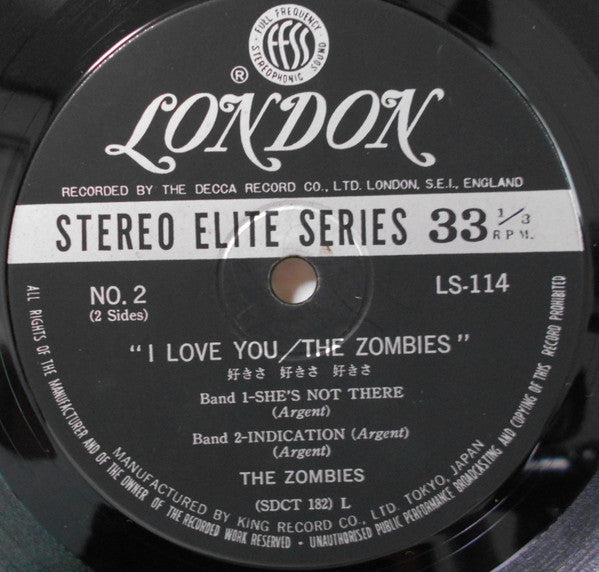 FULL FREQUENCY
ffss
STEREOPHONIC SOUND
®
LONDON
RECORDED BY THE DECCA RECORD CO., LTD. LONDON, S.E.I., ENGLAND
STEREO ELITE SERIES 33 1/3 R.P.M.
NO. 2
(2 Sides)
LS-114
"I LOVE YOU/THE ZOMBIES"
好きさ 好きさ 好きさ
Band 1-SHE'S NOT THERE
(Argent)
Band 2-INDICATION (Argent)
(Argent)
THE ZOMBIES
(SDCT 182) L
MANUFACTURED BY KING RECORD CO., LTD. TOKYO, JAPAN
ALL RIGHTS OF THE MANUFACTURER AND OF THE OWNER OF THE RECORDED WORK RESERVED - UNAUTHORISED PUBLIC PERFORMANCE BROADCASTING AND COPYING OF THIS RECORD PROHIBITED